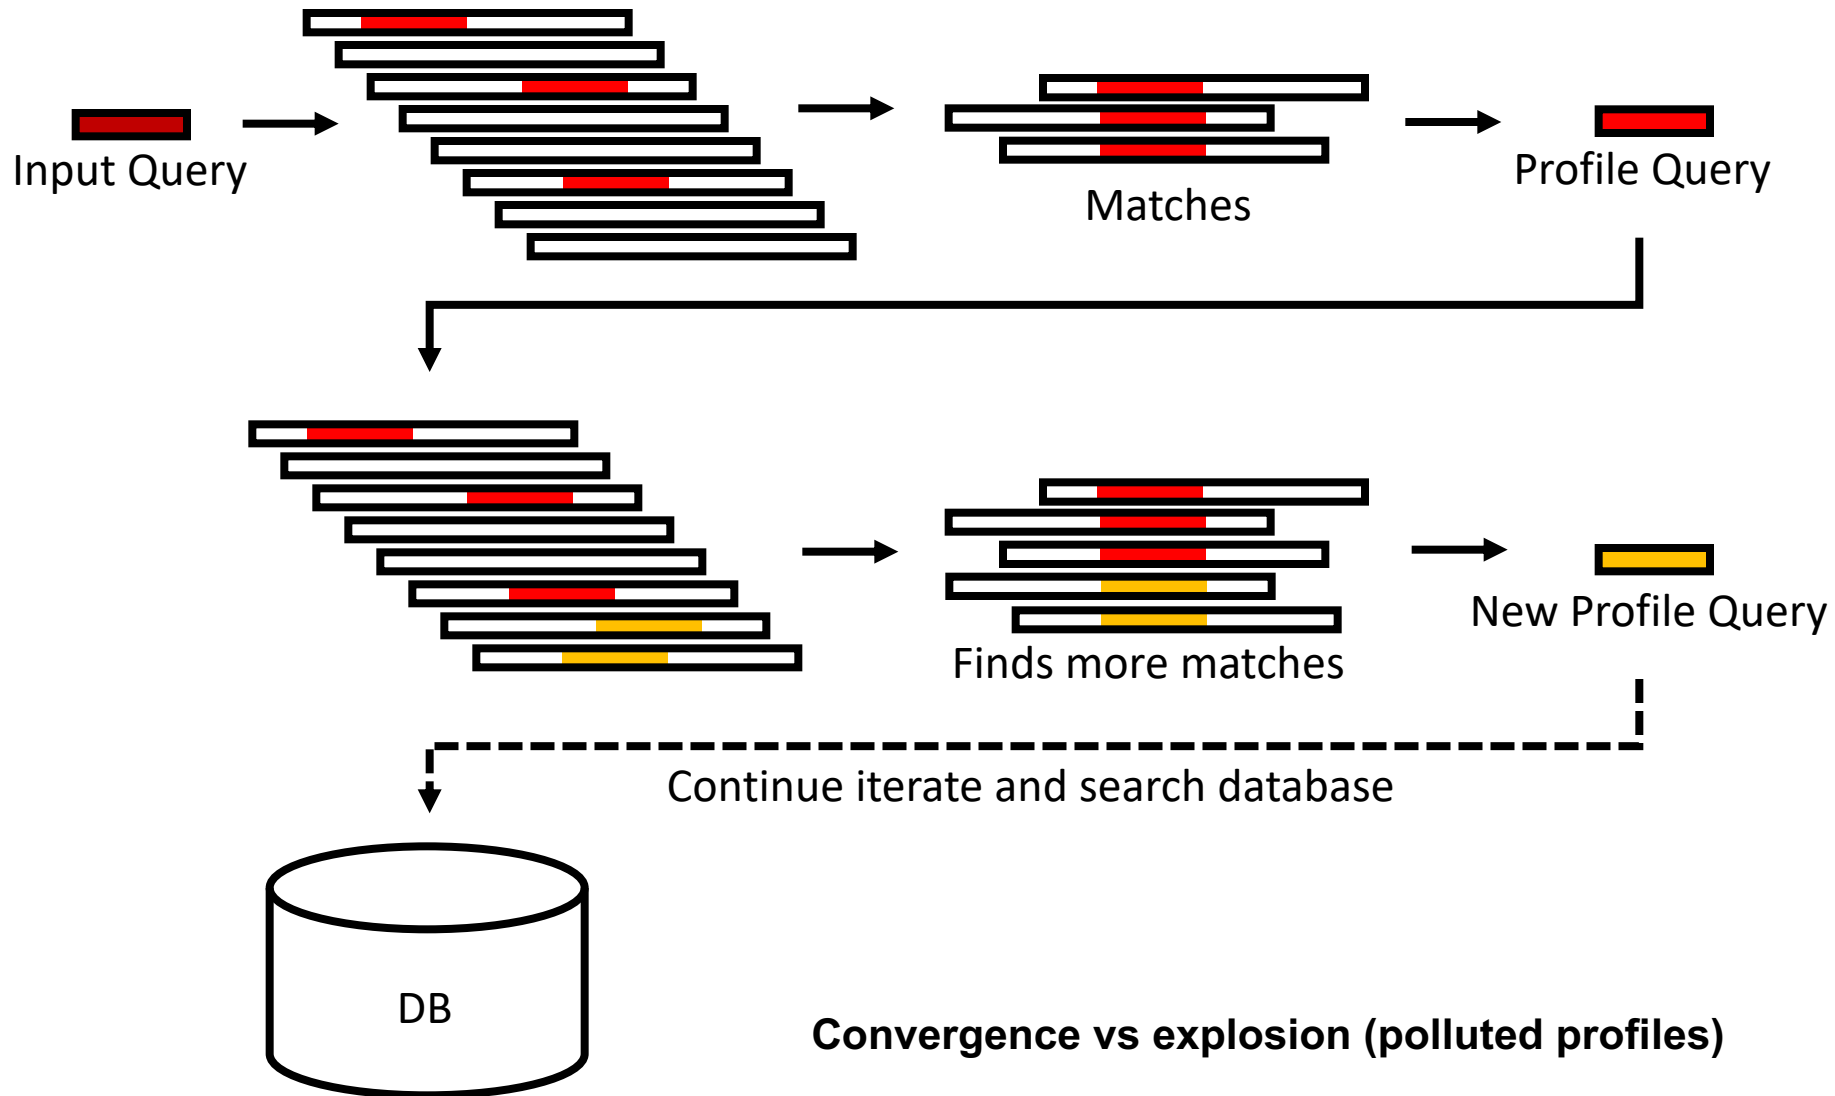 Input Query
Matches
Profile Query
Finds more matches
New Profile Query
Continue iterate and search database
DB
Convergence vs explosion (polluted profiles)